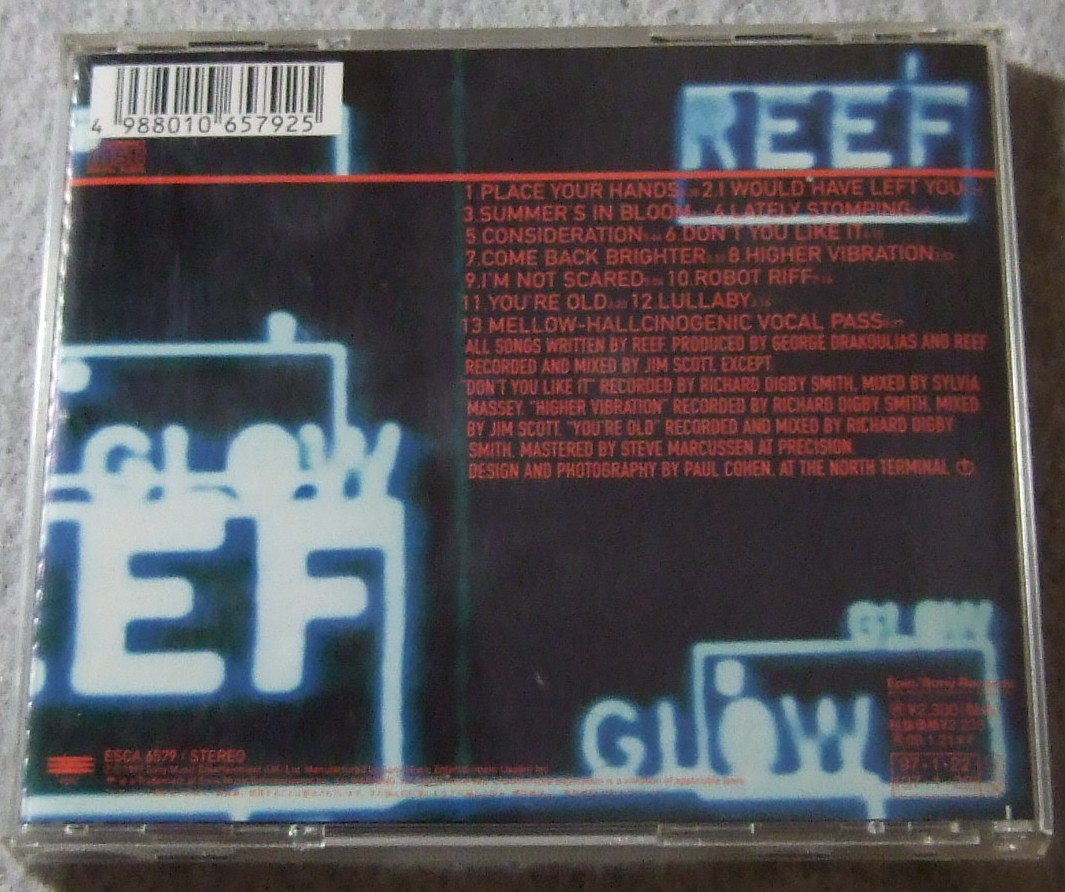 4 988010 657925
REEF
1 PLACE YOUR HANDS 2.I WOULD HAVE LEFT YOU
3.SUMMER'S IN BLOOM 4.LATELY STOMPING
5.CONSIDERATION 6.DON'T YOU LIKE IT
7.COME BACK BRIGHTER 8.HIGHER VIBRATION
9.I'M NOT SCARED 10.ROBOT RIFF
11 YOU'RE OLD 12 LULLABY
13 MELLOW-HALLCINOGENIC VOCAL PASS
ALL SONGS WRITTEN BY REEF PRODUCED BY GEORGE DRAKOULIAS AND REEF
RECORDED AND MIXED BY JIM SCOTT. EXCEPT.
DON'T YOU LIKE IT" RECORDED BY RICHARD DIGBY SMITH, MIXED BY SYLVIA
MASSEY. "HIGHER VIBRATION" RECORDED BY RICHARD DIGBY SMITH. MIXED
BY JIM SCOTT. "YOU'RE OLD" RECORDED AND MIXED BY RICHARD DIGBY
SMITH. MASTERED BY STEVE MARCUSSEN AT PRECISION.
DESIGN AND PHOTOGRAPHY BY PAUL COHEN. AT THE NORTH TERMINAL
GLOW
EF
GLOW
GLOW
Epic/Sony Records
ESCA 6579 / STEREO